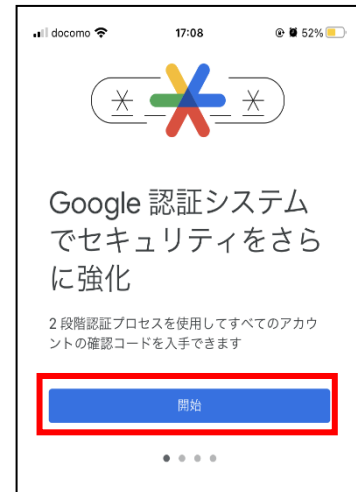 docomo 17:08 52%
Google 認証システム
でセキュリティをさら
に強化
2 段階認証プロセスを使用してすべてのアカウ
ントの確認コードを入手できます
開始